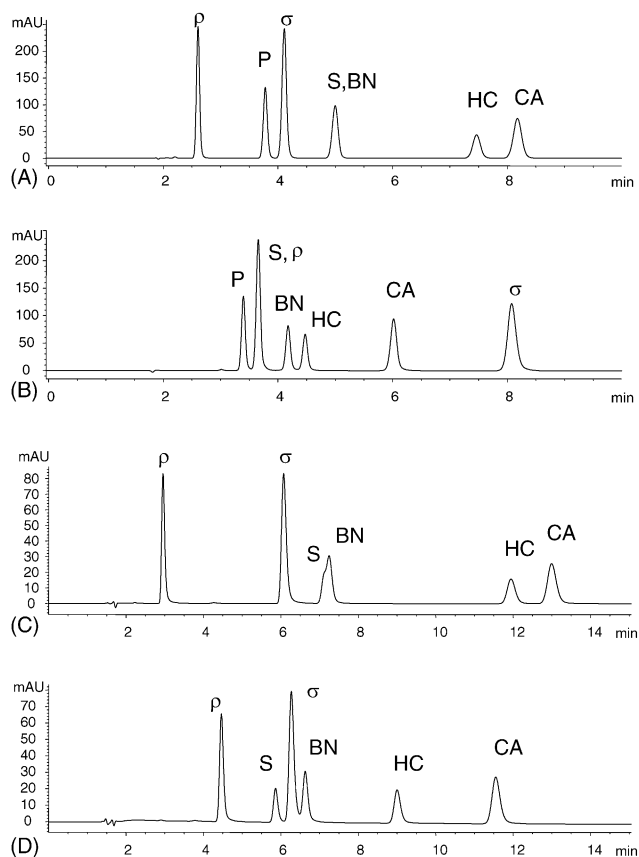 mAU
ρ
σ
P
S,BN
HC
CA
200
150
100
50
0
(A)
0
2
4
6
8
min
mAU
S, ρ
P
BN
HC
CA
σ
200
150
100
50
0
(B)
0
2
4
6
8
min
mAU
ρ
σ
S
BN
HC
CA
80
70
60
50
40
30
20
10
0
(C)
2
4
6
8
10
12
14
min
mAU
ρ
σ
S
BN
HC
CA
70
60
50
40
30
20
10
0
(D)
2
4
6
8
10
12
14
min